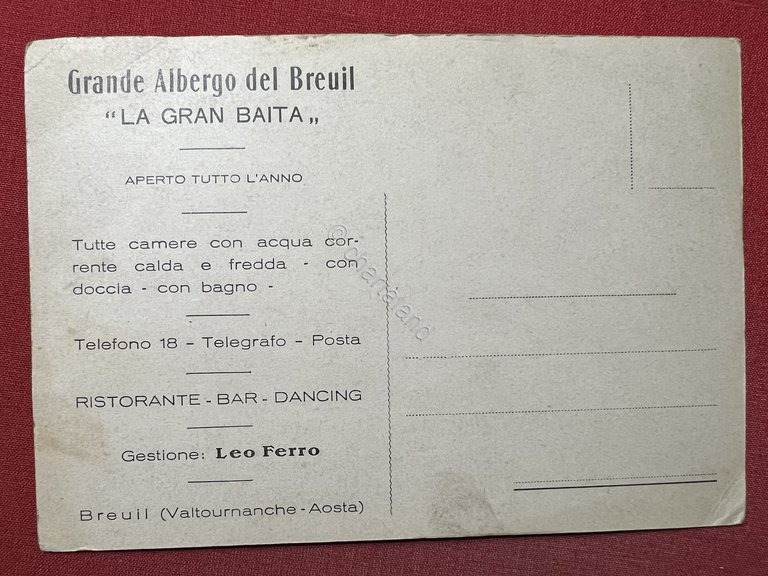 Grande Albergo del Breuil
“LA GRAN BAITA„
APERTO TUTTO L'ANNO
Tutte camere con acqua cor-
rente calda e fredda - con
doccia - con bagno -
Telefono 18 - Telegrafo - Posta
RISTORANTE - BAR - DANCING
Gestione: Leo Ferro
Breuil (Valtournanche - Aosta)